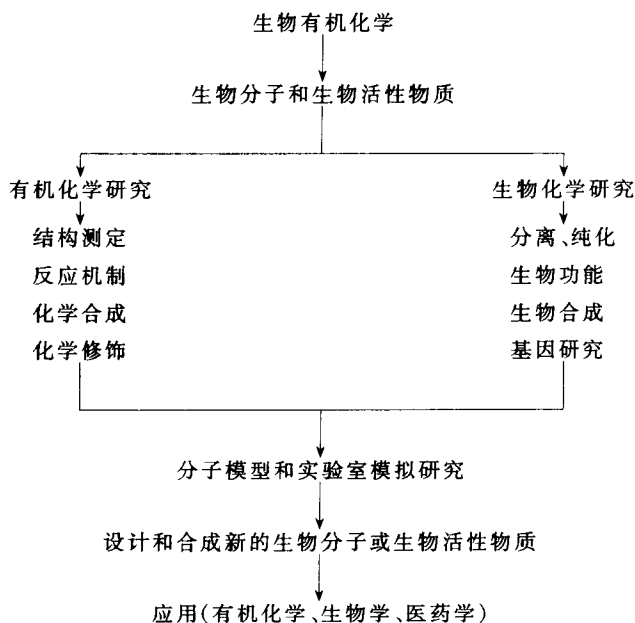 生物有机化学
生物分子和生物活性物质
有机化学研究
结构测定
反应机制
化学合成
化学修饰
生物化学研究
分离、纯化
生物功能
生物合成
基因研究
分子模型和实验室模拟研究
设计和合成新的生物分子或生物活性物质
应用(有机化学、生物学、医药学)